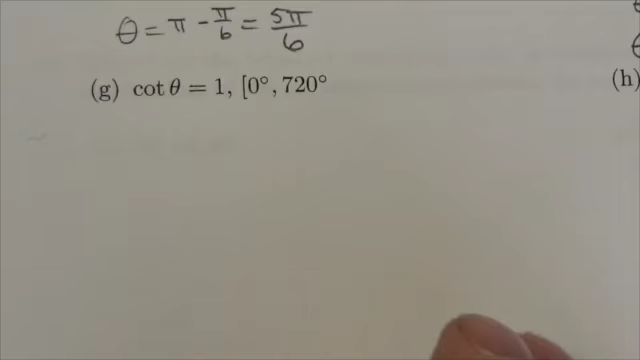 θ = π - π/6 = 5π/6
(g) cot θ = 1, [0°, 720°
(h)